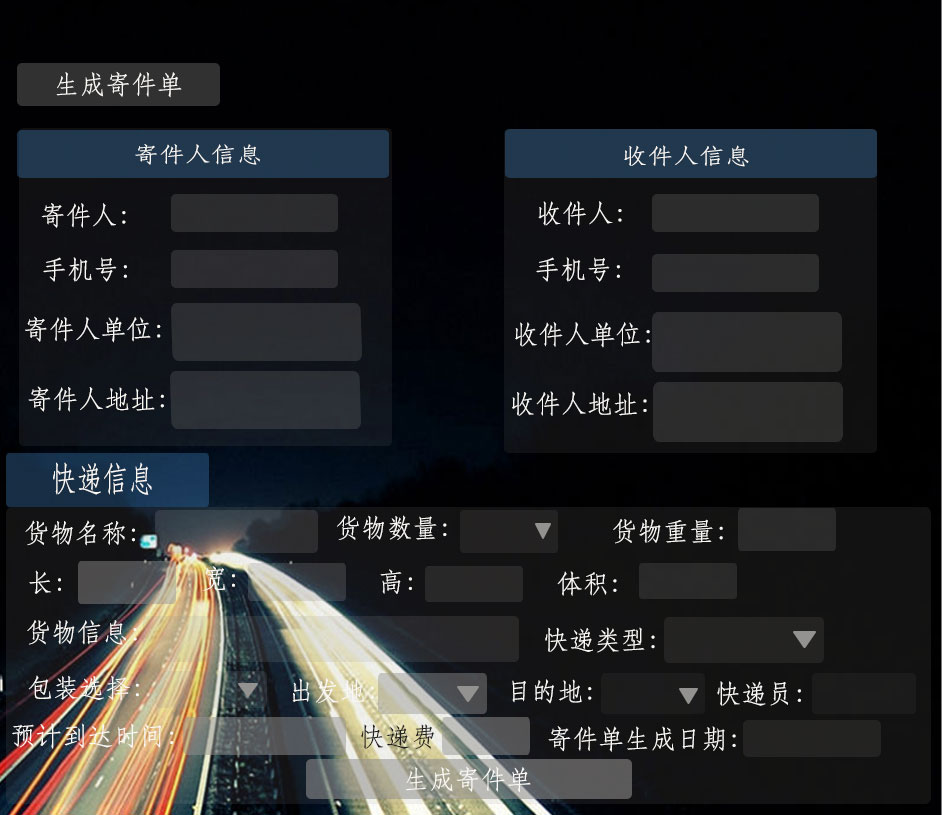 生成寄件单
寄件人信息 收件人信息
寄件人: 收件人:
手机号: 手机号:
寄件人单位: 收件人单位:
寄件人地址: 收件人地址:
快递信息
货物名称: 货物数量: 货物重量:
长: 宽: 高: 体积:
货物信息: 快递类型:
包装选择: 出发地: 目的地: 快递员:
预计到达时间: 快递费 寄件单生成日期:
生成寄件单